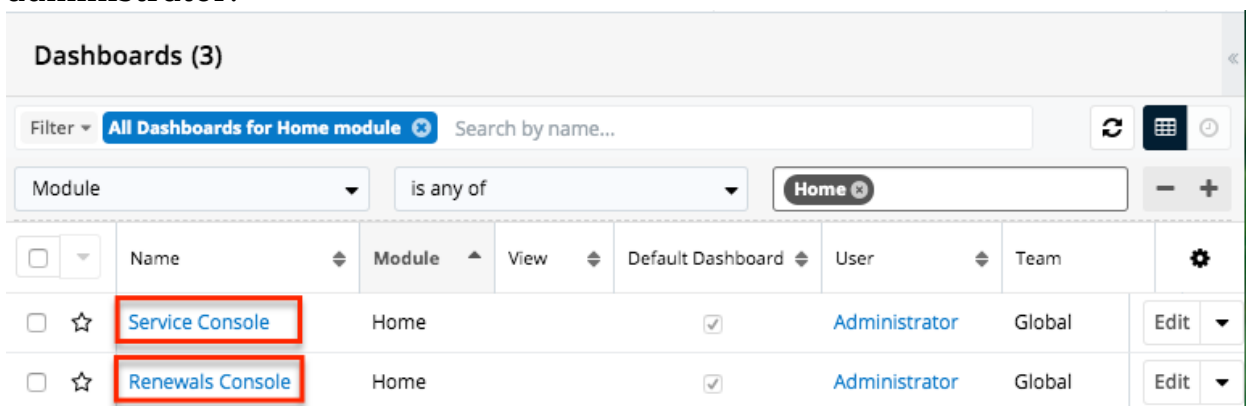 administrator.
Dashboards (3)
Filter All Dashboards for Home module Search by name...
Module is any of Home
Name Module View Default Dashboard User Team
Service Console Home Administrator Global Edit
Renewals Console Home Administrator Global Edit